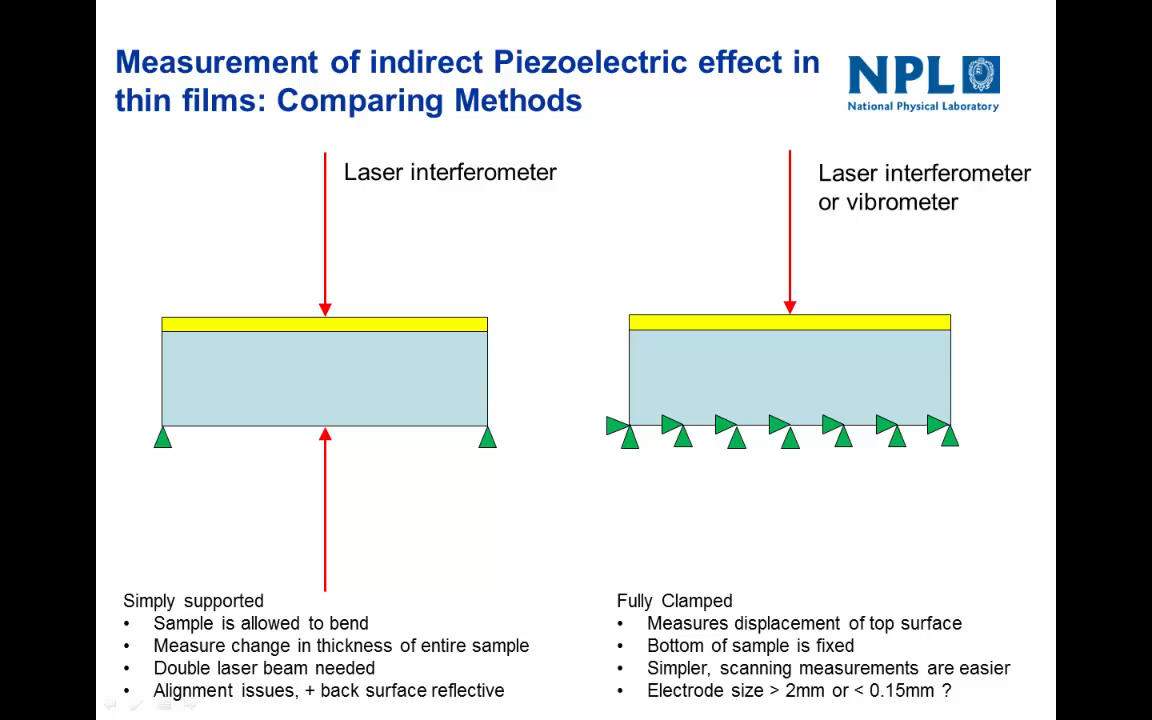 Measurement of indirect Piezoelectric effect in
thin films: Comparing Methods
NPL
National Physical Laboratory
Laser interferometer
Laser interferometer
or vibrometer
Simply supported
• Sample is allowed to bend
• Measure change in thickness of entire sample
• Double laser beam needed
• Alignment issues, + back surface reflective
Fully Clamped
• Measures displacement of top surface
• Bottom of sample is fixed
• Simpler, scanning measurements are easier
• Electrode size > 2mm or < 0.15mm ?